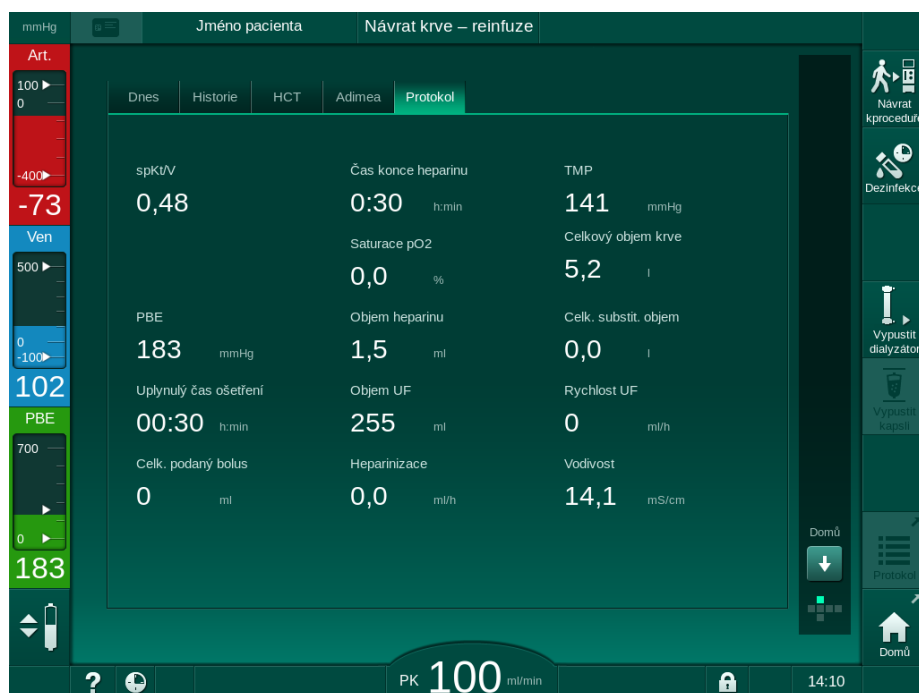 mmHg
Jméno pacienta
Návrat krve – reinfuze
Art.
100
0
-400
-73
Ven
500
0
-100
102
PBE
700
0
183
Dnes
Historie
HCT
Adimea
Protokol
spKt/V
0,48
Čas konce heparinu
0:30 h:min
TMP
141 mmHg
Saturace pO2
0,0 %
Celkový objem krve
5,2 l
PBE
183 mmHg
Objem heparinu
1,5 ml
Celk. substit. objem
0,0 l
Uplynulý čas ošetření
00:30 h:min
Objem UF
255 ml
Rychlost UF
0 ml/h
Celk. podaný bolus
0 ml
Heparinizace
0,0 ml/h
Vodivost
14,1 mS/cm
Domů
Návrat
kproceduř
Dezinfekc
Vypustit
dialyzátor
Vypustit
kapsli
Protokol
Domů
?
PK 100 ml/min
14:10